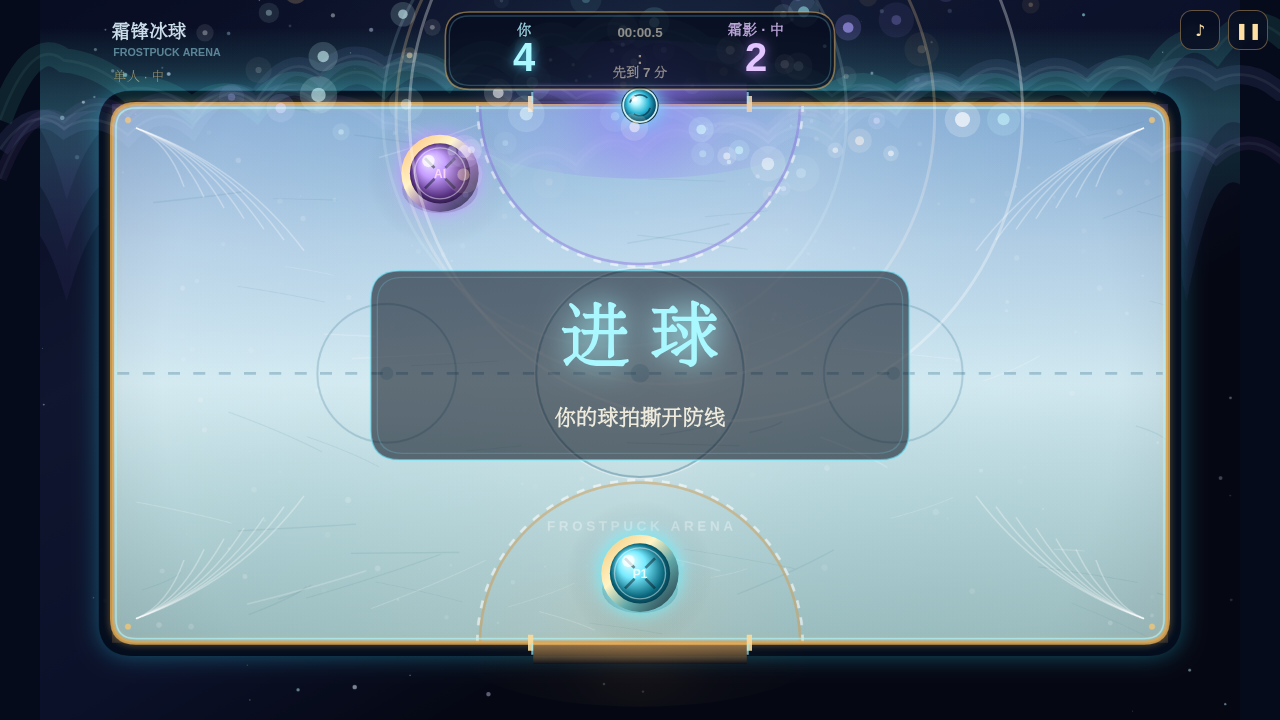 霜锋冰球
FROSTPUCK ARENA
单人 · 中
你
4
00:00.5
:
先到 7 分
霜影 · 中
2
♪
AI
进球
你的球拍撕开防线
FROSTPUCK ARENA
P1